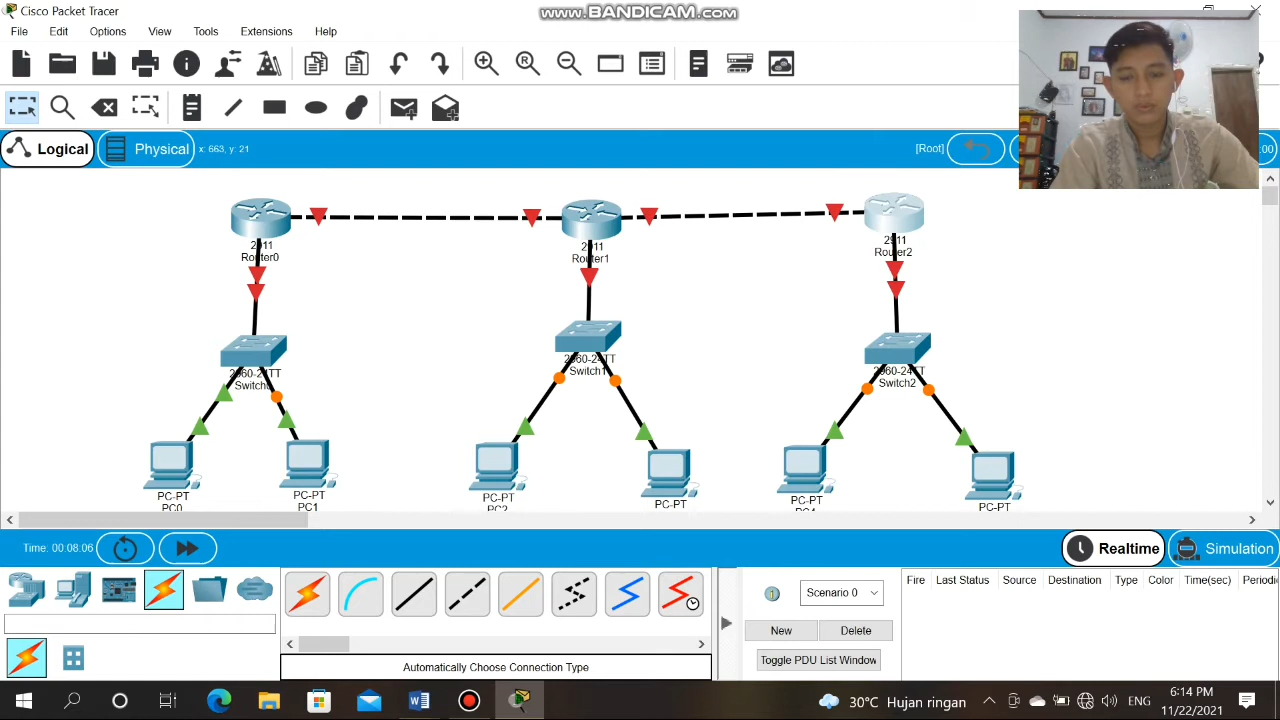 Cisco Packet Tracer
WWW.BANDICAM.COM
File Edit Options View Tools Extensions Help
Logical Physical x: 663, y: 21 [Root] :00
2911
Router0
2911
Router1
2911
Router2
2960-24TT
2960-24TT
Switch1
2960-24TT
Switch2
PC-PT
PC0
PC-PT
PC1
PC-PT
PC2
PC-PT
PC-PT
PC-PT
Time: 00:08:06 Realtime Simulation
Scenario 0
New Delete
Toggle PDU List Window
Fire Last Status Source Destination Type Color Time(sec) Periodi
Automatically Choose Connection Type
30°C Hujan ringan ENG 6:14 PM
11/22/2021